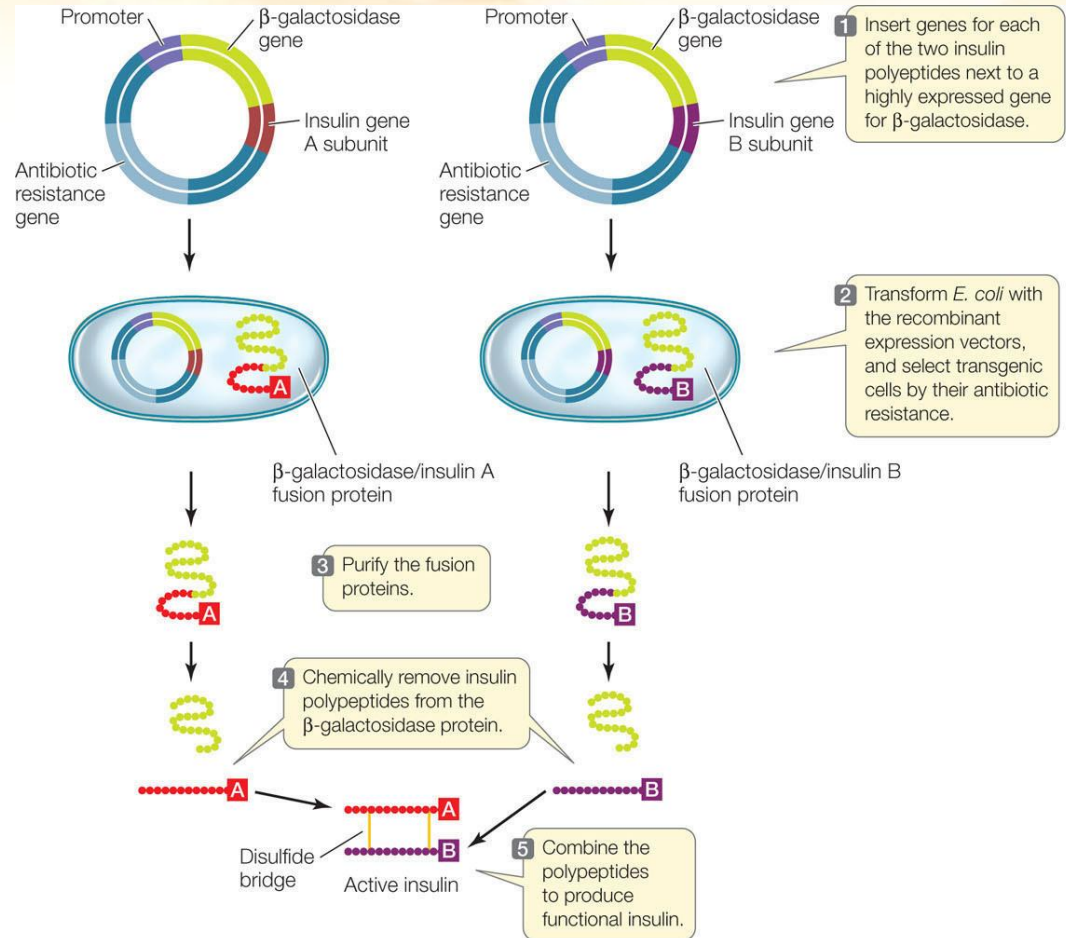 Promoter
β-galactosidase
gene
Insulin gene
A subunit
Antibiotic
resistance
gene
Promoter
β-galactosidase
gene
Insulin gene
B subunit
Antibiotic
resistance
gene
1 Insert genes for each
of the two insulin
polyeptides next to a
highly expressed gene
for β-galactosidase.
A
B
2 Transform E. coli with
the recombinant
expression vectors,
and select transgenic
cells by their antibiotic
resistance.
β-galactosidase/insulin A
fusion protein
β-galactosidase/insulin B
fusion protein
3 Purify the fusion
proteins.
A
B
4 Chemically remove insulin
polypeptides from the
β-galactosidase protein.
A
B
A
B
Disulfide
bridge
Active insulin
5 Combine the
polypeptides
to produce
functional insulin.